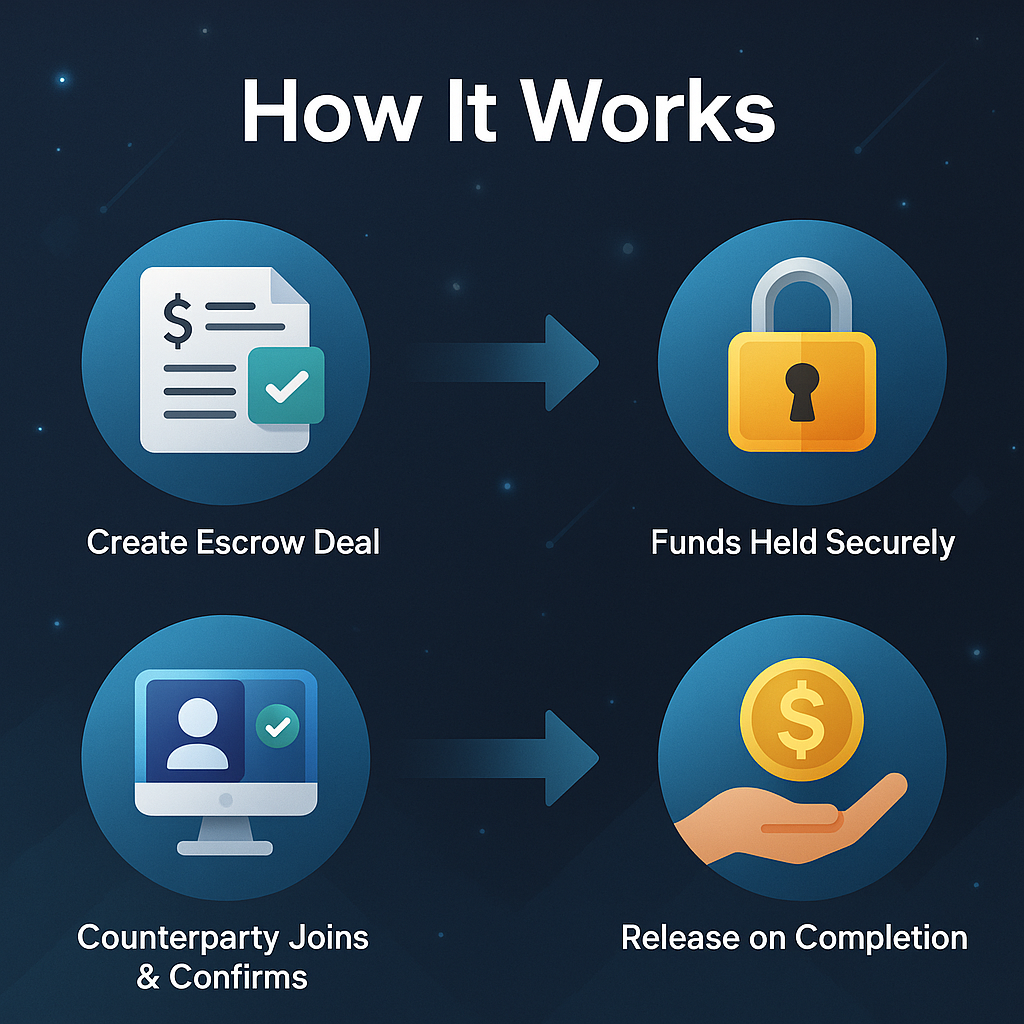 How It Works
$
Create Escrow Deal
Funds Held Securely
$
Counterparty Joins
& Confirms
Release on Completion